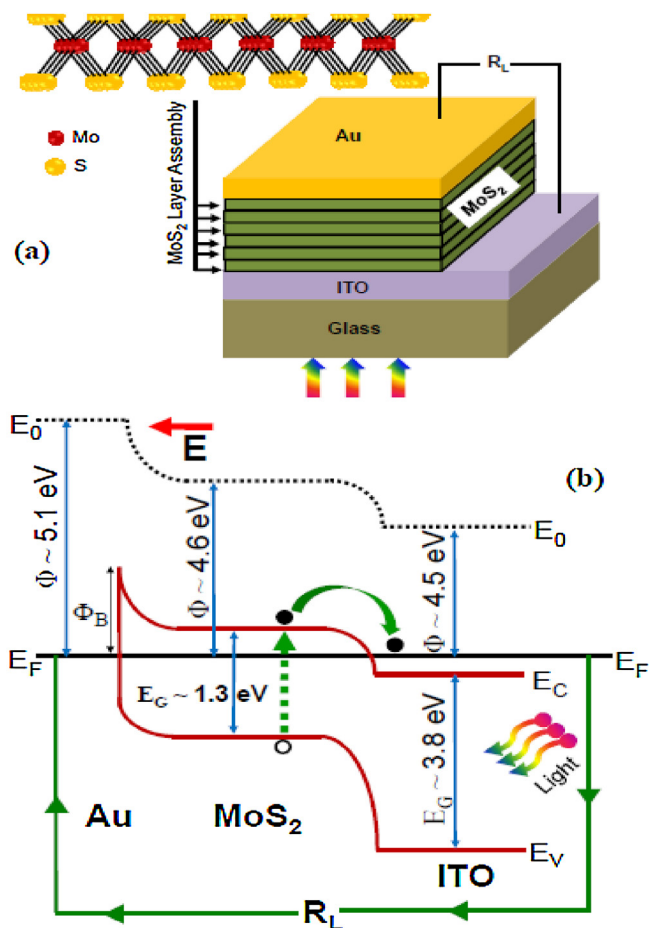 Mo
S
(a)
MoS₂ Layer Assembly
R_L
Au
MoS₂
ITO
Glass
(b)
E₀
E
Φ ~ 5.1 eV
Φ ~ 4.6 eV
E₀
Φ ~ 4.5 eV
Φ_B
E_F
E_F
E_G ~ 1.3 eV
E_C
E_G ~ 3.8 eV
Light
Au
MoS₂
ITO
E_V
R_L